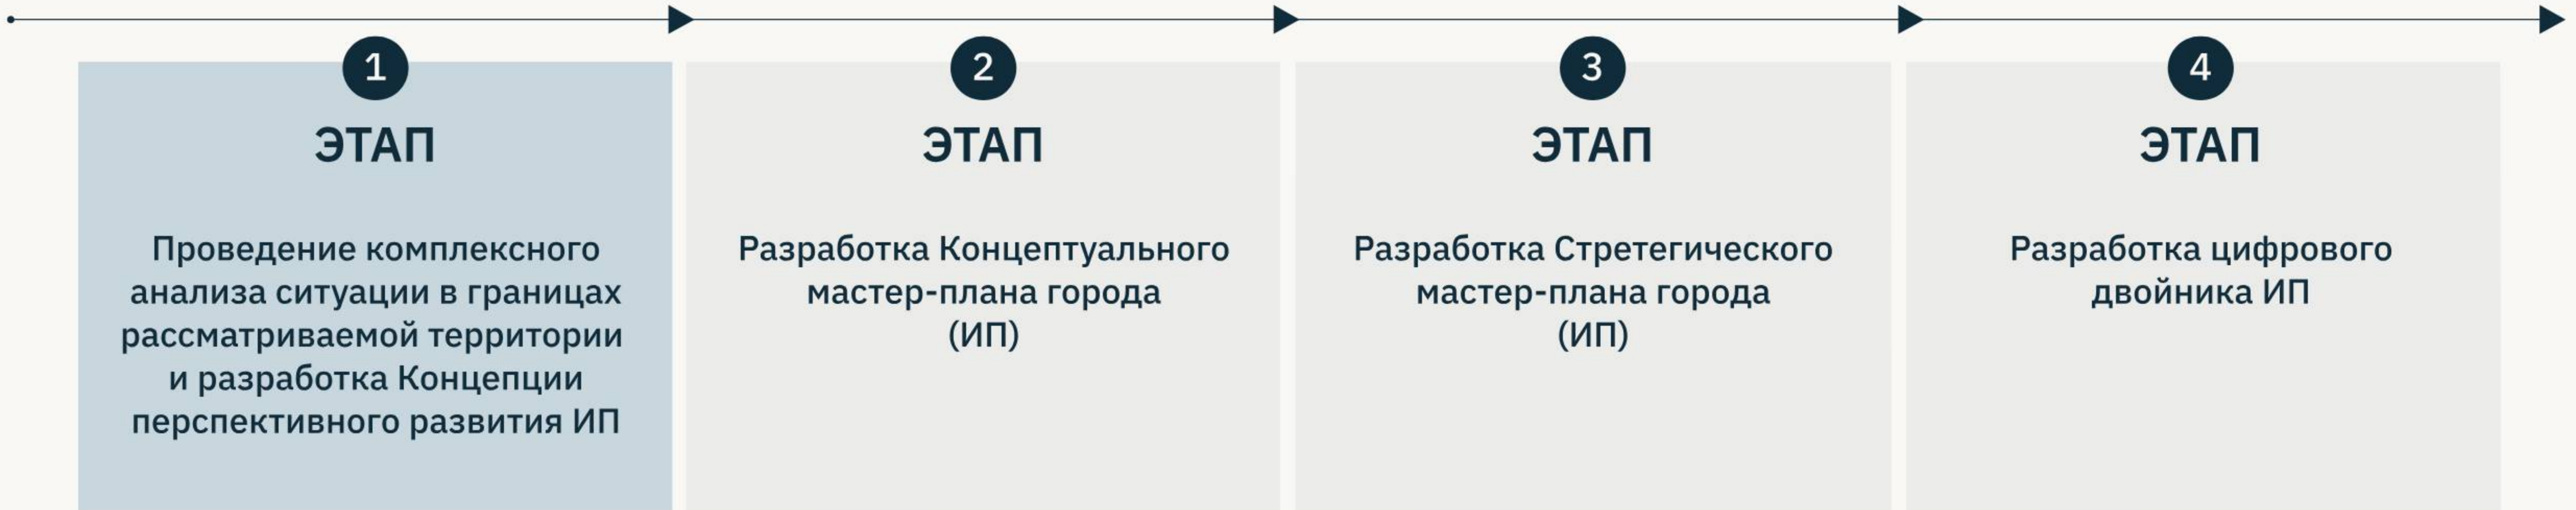 1
ЭТАП
Проведение комплексного
анализа ситуации в границах
рассматриваемой территории
и разработка Концепции
перспективного развития ИП
2
ЭТАП
Разработка Концептуального
мастер-плана города
(ИП)
3
ЭТАП
Разработка Стретегического
мастер-плана города
(ИП)
4
ЭТАП
Разработка цифрового
двойника ИП